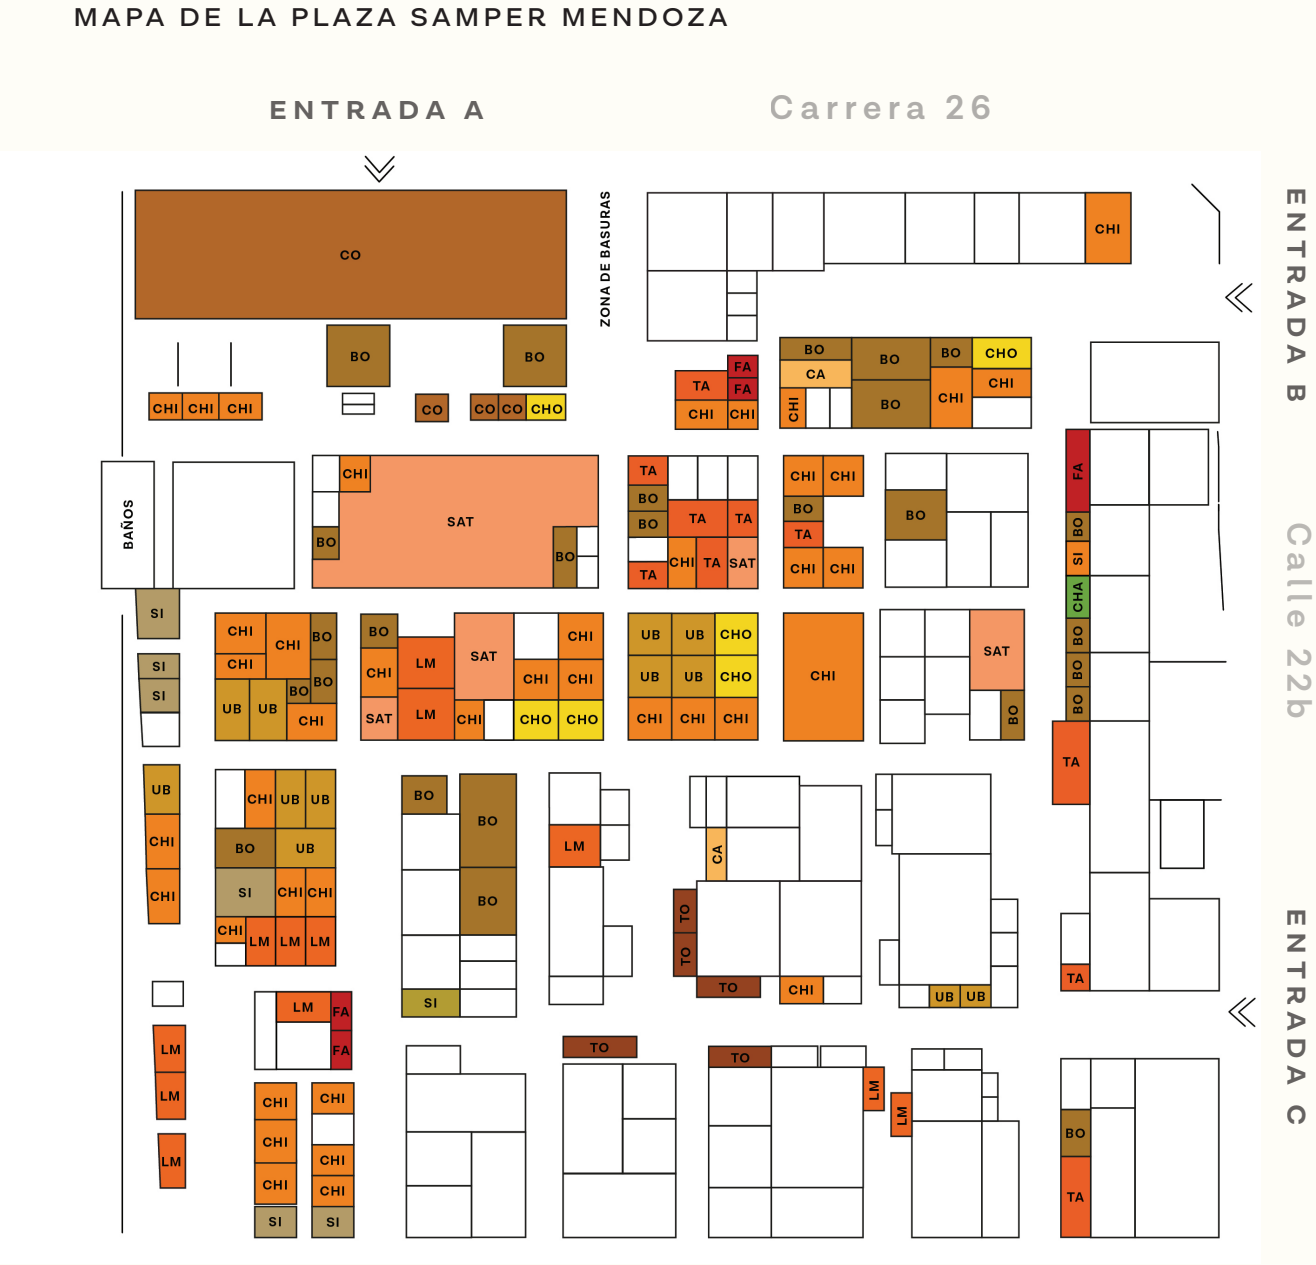 MAPA DE LA PLAZA SAMPER MENDOZA
ENTRADA A
Carrera 26
ENTRADA B
Calle 22b
ENTRADA C
ZONA DE BASURAS
CO
CHI
BO
BO
CHI CHI CHI
CO
CO CO CHO
FA
TA
FA
CHI CHI
BO
BO
BO
CHO
CA
CHI
BO
CHI
CHI
BAÑOS
CHI
SAT
BO
BO
TA
BO
BO
TA
TA
CHI
TA
SAT
TA
CHI CHI
BO
TA
CHI CHI
BO
FA
BO
SI
CHA
BO
BO
BO
TA
SI
SI
SI
CHI
CHI
BO
CHI
BO
UB
UB
BO
CHI
BO
CHI
SAT
LM
LM
SAT
CHI
CHI
CHI
CHI
CHO
CHO
UB UB CHO
UB UB CHO
CHI CHI CHI
CHI
SAT
BO
UB
CHI
CHI
CHI UB UB
BO
UB
SI
CHI CHI
CHI
LM LM LM
BO
BO
BO
SI
LM
CA
TO
TO
TO
CHI
UB UB
TA
LM
LM
LM
LM
FA
FA
CHI
CHI
CHI
SI
CHI
CHI
CHI
SI
TO
TO
LM
LM
BO
TA